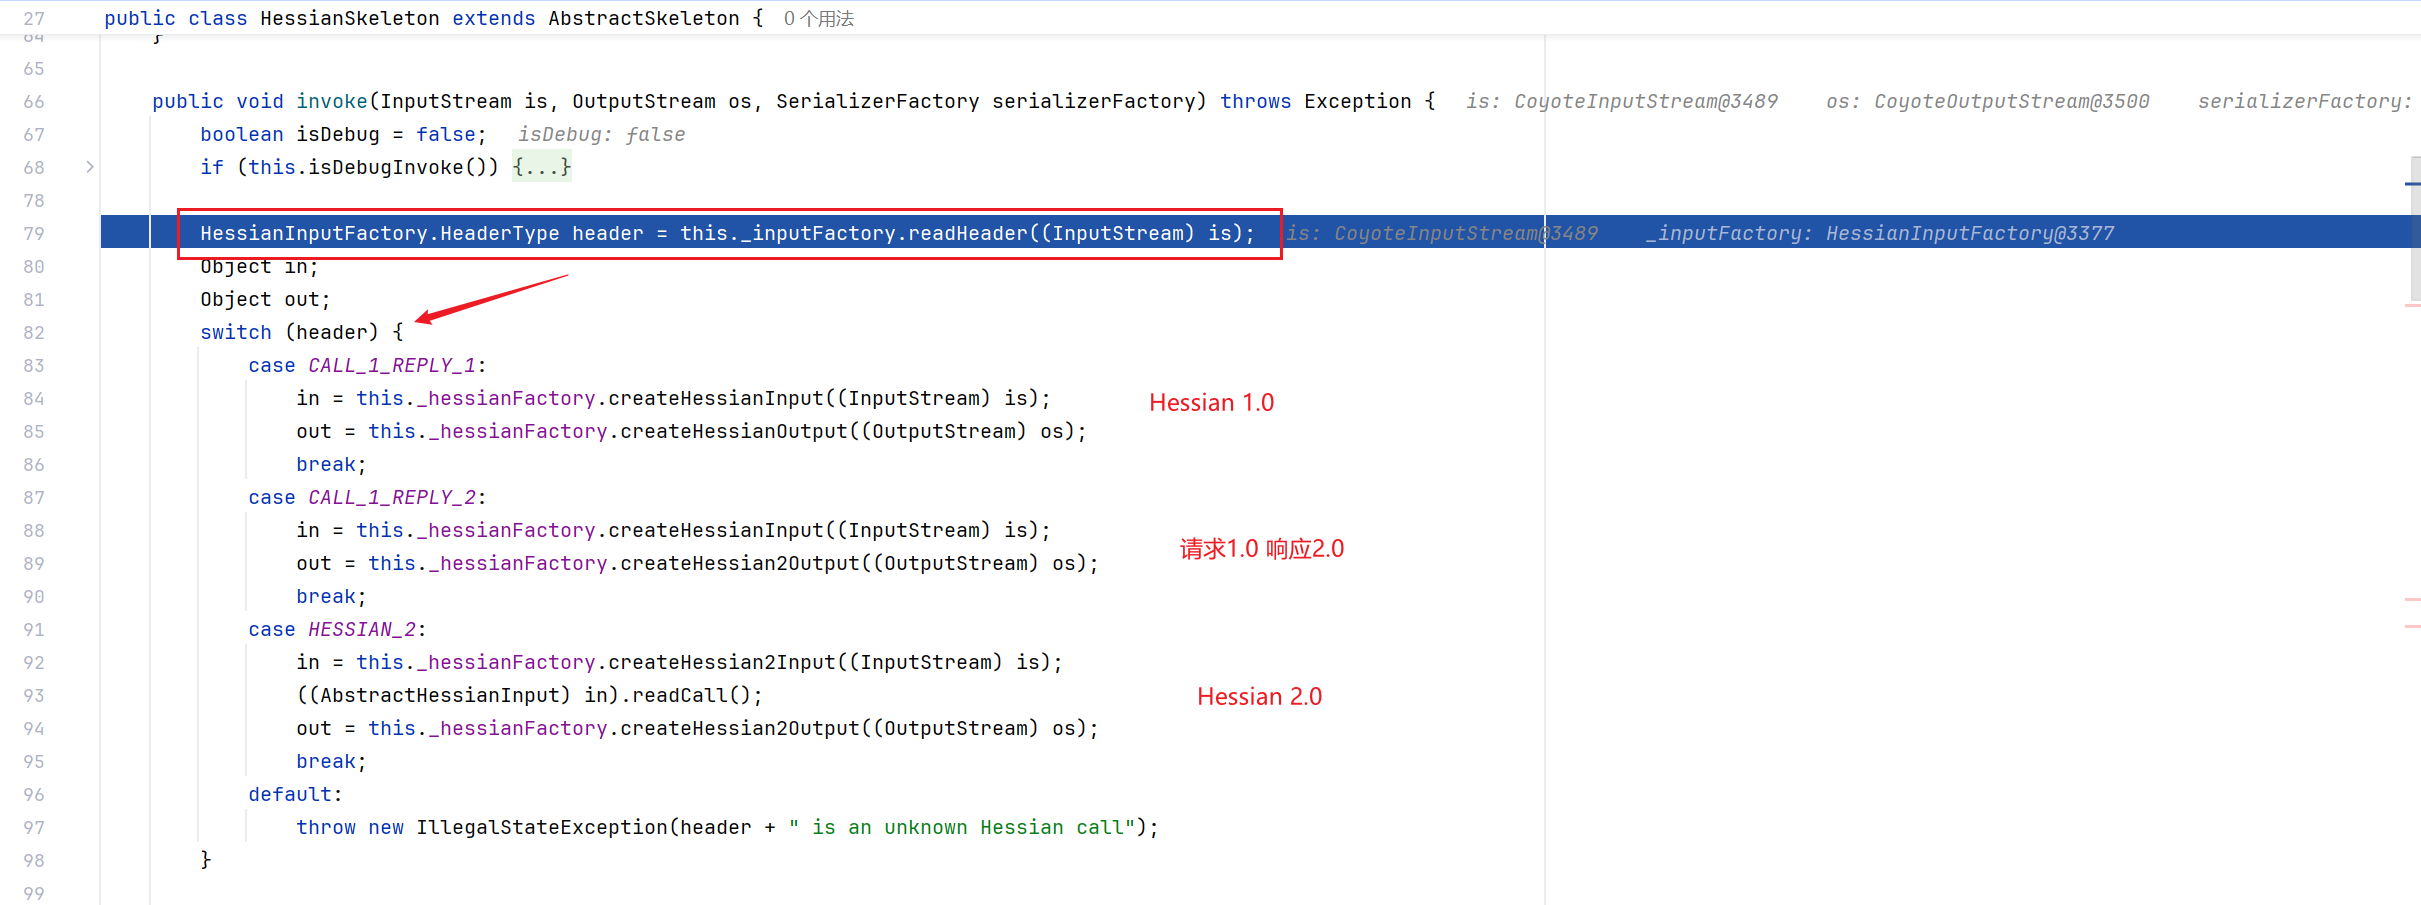 27 public class HessianSkeleton extends AbstractSkeleton { 0 个用法
64 }
65
66 public void invoke(InputStream is, OutputStream os, SerializerFactory serializerFactory) throws Exception { is: CoyoteInputStream@3489 os: CoyoteOutputStream@3500 serializerFactory:
67 boolean isDebug = false; isDebug: false
68 if (this.isDebugInvoke()) {...}
78
79 HessianInputFactory.HeaderType header = this._inputFactory.readHeader((InputStream) is); is: CoyoteInputStream@3489 _inputFactory: HessianInputFactory@3377
80 Object in;
81 Object out;
82 switch (header) {
83 case CALL_1_REPLY_1:
84 in = this._hessianFactory.createHessianInput((InputStream) is); Hessian 1.0
85 out = this._hessianFactory.createHessianOutput((OutputStream) os);
86 break;
87 case CALL_1_REPLY_2:
88 in = this._hessianFactory.createHessianInput((InputStream) is); 请求1.0 响应2.0
89 out = this._hessianFactory.createHessian2Output((OutputStream) os);
90 break;
91 case HESSIAN_2:
92 in = this._hessianFactory.createHessian2Input((InputStream) is);
93 ((AbstractHessianInput) in).readCall(); Hessian 2.0
94 out = this._hessianFactory.createHessian2Output((OutputStream) os);
95 break;
96 default:
97 throw new IllegalStateException(header + " is an unknown Hessian call");
98 }
99